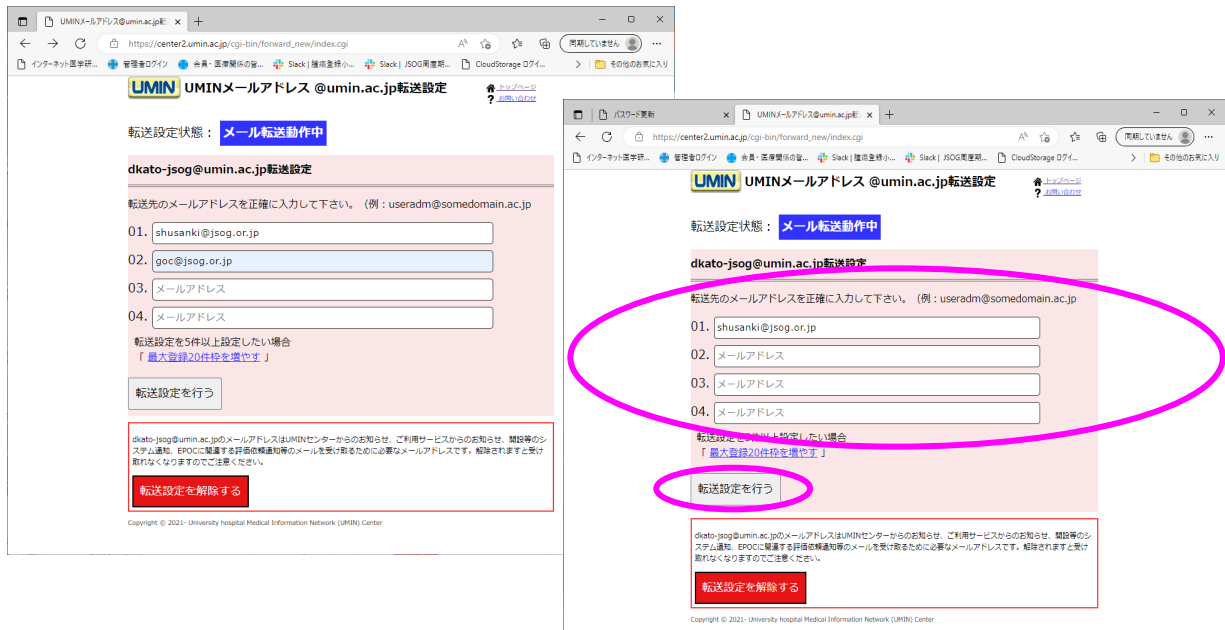 UMINメールアドレス@umin.ac.jp転
https://center2.umin.ac.jp/cgi-bin/forward_new/index.cgi
同期していません
インターネット医学研...
管理者ログイン
会員・医療関係の皆...
Slack | 腫瘍登録小...
Slack | JSOG周産期...
CloudStorage ログイ...
その他のお気に入り
UMIN UMINメールアドレス @umin.ac.jp転送設定
トップページ
お問い合わせ
転送設定状態： メール転送動作中
dkato-jsog@umin.ac.jp転送設定
転送先のメールアドレスを正確に入力して下さい。（例：useradm@somedomain.ac.jp
01. shusanki@jsog.or.jp
02. goc@jsog.or.jp
03. メールアドレス
04. メールアドレス
転送設定を5件以上設定したい場合
「 最大登録20件枠を増やす 」
転送設定を行う
dkato-jsog@umin.ac.jpのメールアドレスはUMINセンターからのお知らせ、ご利用サービスからのお知らせ、開設等のシ
ステム通知、EPOCに関連する評価依頼通知等のメールを受け取るために必要なメールアドレスです。解除されますと受け
取れなくなりますのでご注意ください。
転送設定を解除する
Copyright © 2021- University hospital Medical Information Network (UMIN) Center
パスワード更新
UMINメールアドレス@umin.ac.jp転
https://center2.umin.ac.jp/cgi-bin/forward_new/index.cgi
同期していません
インターネット医学研...
管理者ログイン
会員・医療関係の皆...
Slack | 腫瘍登録小...
Slack | JSOG周産期...
CloudStorage ログイ...
その他のお気に入り
UMIN UMINメールアドレス @umin.ac.jp転送設定
トップページ
お問い合わせ
転送設定状態： メール転送動作中
dkato-jsog@umin.ac.jp転送設定
転送先のメールアドレスを正確に入力して下さい。（例：useradm@somedomain.ac.jp
01. shusanki@jsog.or.jp
02. メールアドレス
03. メールアドレス
04. メールアドレス
転送設定を5件以上設定したい場合
「 最大登録20件枠を増やす 」
転送設定を行う
dkato-jsog@umin.ac.jpのメールアドレスはUMINセンターからのお知らせ、ご利用サービスからのお知らせ、開設等のシ
ステム通知、EPOCに関連する評価依頼通知等のメールを受け取るために必要なメールアドレスです。解除されますと受け
取れなくなりますのでご注意ください。
転送設定を解除する
Copyright © 2021- University hospital Medical Information Network (UMIN) Center